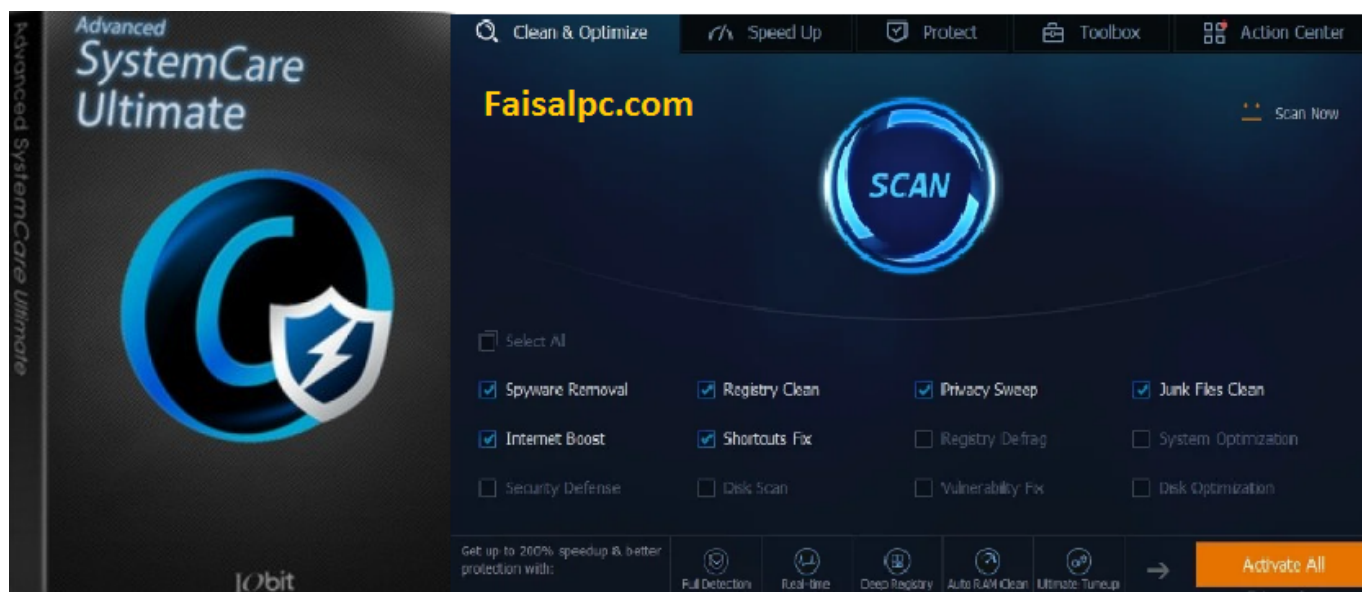 Advanced SystemCare Ultimate
Advanced
SystemCare
Ultimate
IObit
Clean & Optimize
Speed Up
Protect
Toolbox
Action Center
Faisalpc.com
Scan Now
SCAN
Select All
Spyware Removal
Registry Clean
Privacy Sweep
Junk Files Clean
Internet Boost
Shortcuts Fix
Registry Defrag
System Optimization
Security Defense
Disk Scan
Vulnerability Fix
Disk Optimization
Get up to 200% speedup & better
protection with:
Full Detection
Real-time
Deep Registry
Auto RAM Clean
Ultimate Tuneup
Activate All